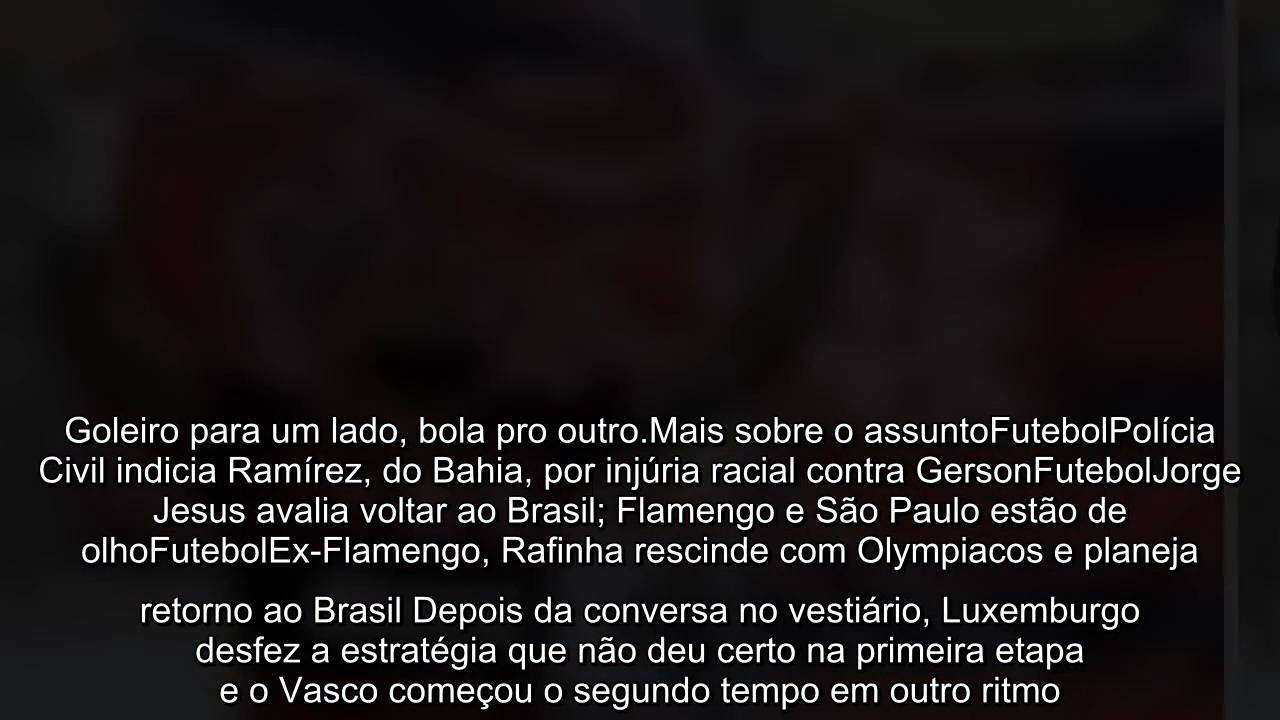 Goleiro para um lado, bola pro outro.Mais sobre o assuntoFutebolPolícia
Civil indicia Ramírez, do Bahia, por injúria racial contra GersonFutebolJorge
Jesus avalia voltar ao Brasil; Flamengo e São Paulo estão de
olhoFutebolEx-Flamengo, Rafinha rescinde com Olympiacos e planeja
retorno ao Brasil Depois da conversa no vestiário, Luxemburgo
desfez a estratégia que não deu certo na primeira etapa
e o Vasco começou o segundo tempo em outro ritmo